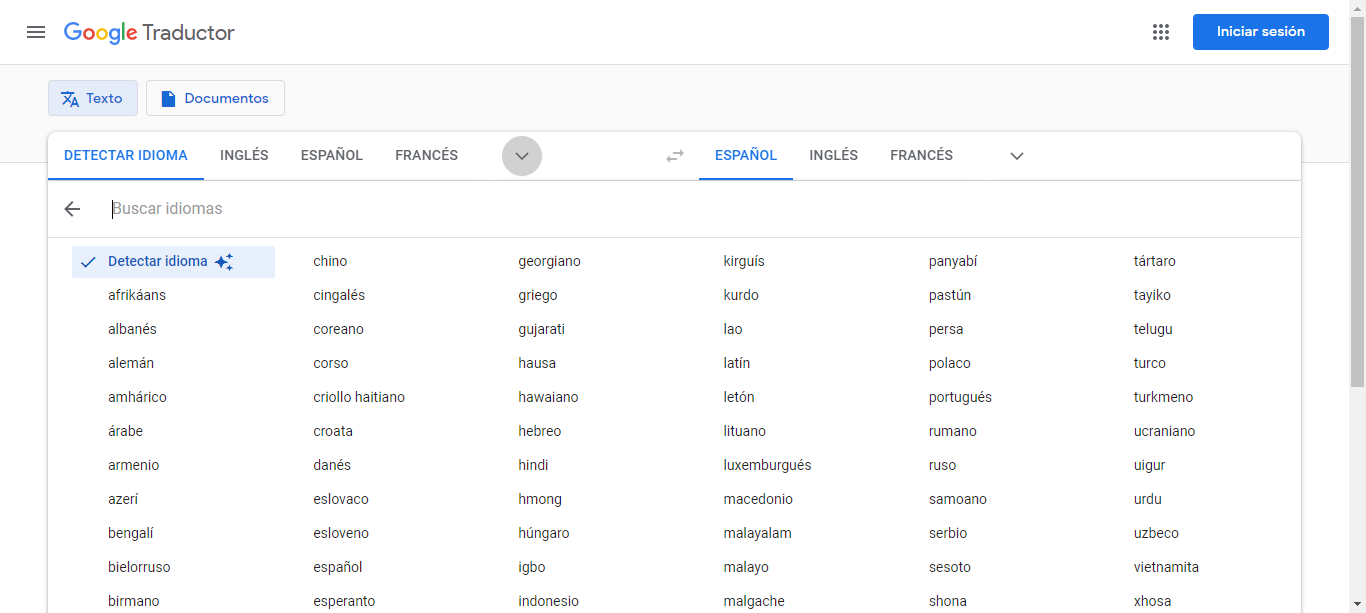 Google Traductor
Iniciar sesión
Texto
Documentos
DETECTAR IDIOMA INGLÉS ESPAÑOL FRANCÉS
ESPAÑOL INGLÉS FRANCÉS
Buscar idiomas
Detectar idioma
afrikáans
albanés
alemán
amhárico
árabe
armenio
azerí
bengalí
bielorruso
birmano
chino
cingalés
coreano
corso
criollo haitiano
croata
danés
eslovaco
esloveno
español
esperanto
georgiano
griego
gujarati
hausa
hawaiano
hebreo
hindi
hmong
húngaro
igbo
indonesio
kirguís
kurdo
lao
latín
letón
lituano
luxemburgués
macedonio
malayalam
malayo
malgache
panyabí
pastún
persa
polaco
portugués
rumano
ruso
samoano
serbio
sesoto
shona
tártaro
tayiko
telugu
turco
turkmeno
ucraniano
uigur
urdu
uzbeco
vietnamita
xhosa